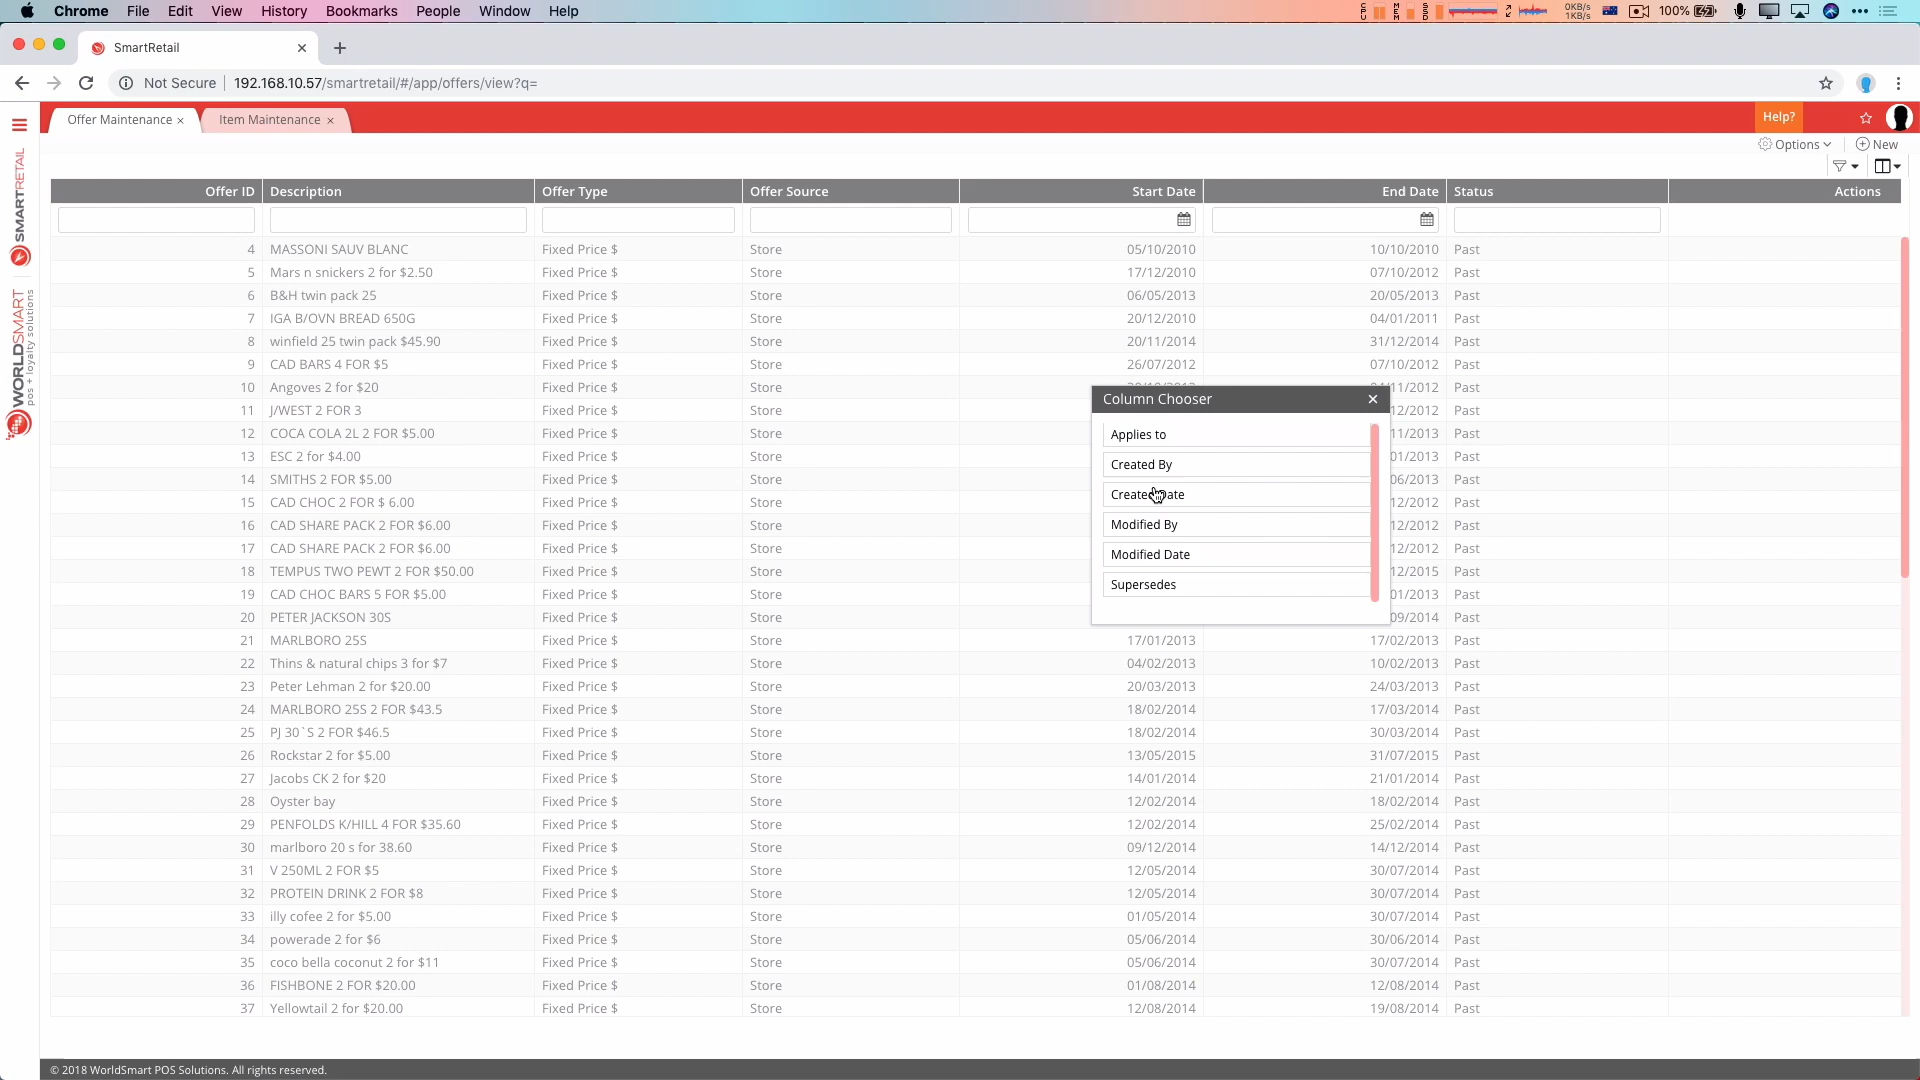 Chrome File Edit View History Bookmarks People Window Help
0KB/s
1KB/s
100%
SmartRetail
Not Secure 192.168.10.57/smartretail/#/app/offers/view?q=
Offer Maintenance × Item Maintenance × Help?
Options New
SMARTRETAIL
WORLDSMART
pos + loyalty solutions
Offer ID Description Offer Type Offer Source Start Date End Date Status Actions
4 MASSONI SAUV BLANC Fixed Price $ Store 05/10/2010 10/10/2010 Past
5 Mars n snickers 2 for $2.50 Fixed Price $ Store 17/12/2010 07/10/2012 Past
6 B&H twin pack 25 Fixed Price $ Store 06/05/2013 20/05/2013 Past
7 IGA B/OVN BREAD 650G Fixed Price $ Store 20/12/2010 04/01/2011 Past
8 winfield 25 twin pack $45.90 Fixed Price $ Store 20/11/2014 31/12/2014 Past
9 CAD BARS 4 FOR $5 Fixed Price $ Store 26/07/2012 07/10/2012 Past
10 Angoves 2 for $20 Fixed Price $ Store /11/2012 Past
11 J/WEST 2 FOR 3 Fixed Price $ Store 12/2012 Past
12 COCA COLA 2L 2 FOR $5.00 Fixed Price $ Store 11/2013 Past
13 ESC 2 for $4.00 Fixed Price $ Store 01/2013 Past
14 SMITHS 2 FOR $5.00 Fixed Price $ Store 06/2013 Past
15 CAD CHOC 2 FOR $ 6.00 Fixed Price $ Store 12/2012 Past
16 CAD SHARE PACK 2 FOR $6.00 Fixed Price $ Store 12/2012 Past
17 CAD SHARE PACK 2 FOR $6.00 Fixed Price $ Store 12/2012 Past
18 TEMPUS TWO PEWT 2 FOR $50.00 Fixed Price $ Store 12/2015 Past
19 CAD CHOC BARS 5 FOR $5.00 Fixed Price $ Store 01/2013 Past
20 PETER JACKSON 30S Fixed Price $ Store 09/2014 Past
21 MARLBORO 25S Fixed Price $ Store 17/01/2013 17/02/2013 Past
22 Thins & natural chips 3 for $7 Fixed Price $ Store 04/02/2013 10/02/2013 Past
23 Peter Lehman 2 for $20.00 Fixed Price $ Store 20/03/2013 24/03/2013 Past
24 MARLBORO 25S 2 FOR $43.5 Fixed Price $ Store 18/02/2014 17/03/2014 Past
25 PJ 30`S 2 FOR $46.5 Fixed Price $ Store 18/02/2014 30/03/2014 Past
26 Rockstar 2 for $5.00 Fixed Price $ Store 13/05/2015 31/07/2015 Past
27 Jacobs CK 2 for $20 Fixed Price $ Store 14/01/2014 21/01/2014 Past
28 Oyster bay Fixed Price $ Store 12/02/2014 18/02/2014 Past
29 PENFOLDS K/HILL 4 FOR $35.60 Fixed Price $ Store 12/02/2014 25/02/2014 Past
30 marlboro 20 s for 38.60 Fixed Price $ Store 09/12/2014 14/12/2014 Past
31 V 250ML 2 FOR $5 Fixed Price $ Store 12/05/2014 30/07/2014 Past
32 PROTEIN DRINK 2 FOR $8 Fixed Price $ Store 12/05/2014 30/07/2014 Past
33 illy cofee 2 for $5.00 Fixed Price $ Store 01/05/2014 30/07/2014 Past
34 powerade 2 for $6 Fixed Price $ Store 05/06/2014 30/06/2014 Past
35 coco bella coconut 2 for $11 Fixed Price $ Store 05/06/2014 30/07/2014 Past
36 FISHBONE 2 FOR $20.00 Fixed Price $ Store 01/08/2014 12/08/2014 Past
37 Yellowtail 2 for $20.00 Fixed Price $ Store 12/08/2014 19/08/2014 Past
Column Chooser ×
Applies to
Created By
Created Date
Modified By
Modified Date
Supersedes
© 2018 WorldSmart POS Solutions. All rights reserved.